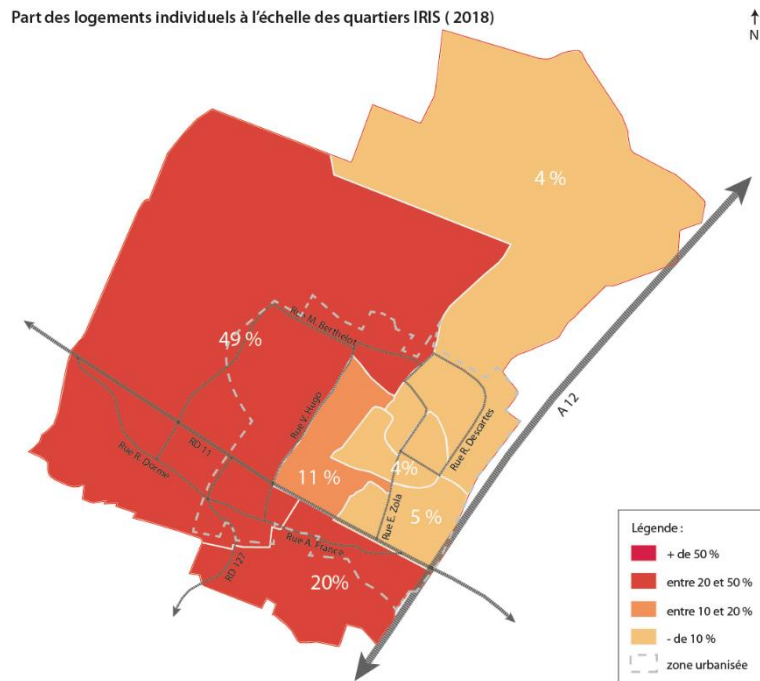 Part des logements individuels à l'échelle des quartiers IRIS ( 2018)
N
4 %
49 %
Rue M. Berthelot
A 12
Rue V. Hugo
Rue R. Descartes
RD 11
Rue R. Dorme
11 %
4%
Rue E. Zola
5 %
Rue A. France
RD 127
20%
Légende :
+ de 50 %
entre 20 et 50 %
entre 10 et 20 %
- de 10 %
zone urbanisée